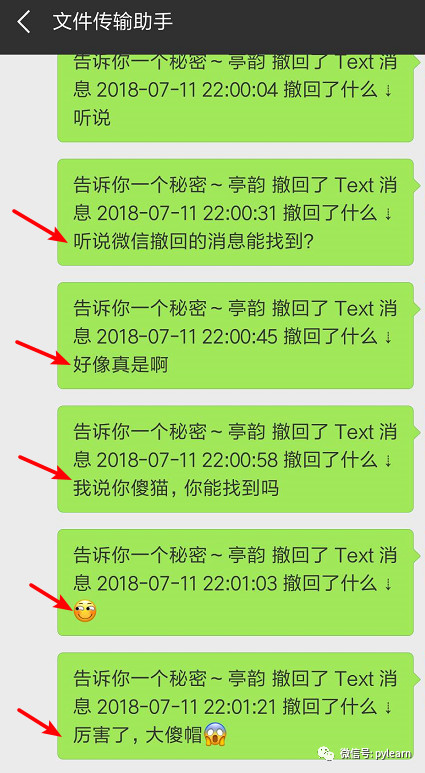 文件传输助手
告诉你一个秘密~亭韵 撤回了 Text 消
息 2018-07-11 22:00:04 撤回了什么↓
听说
告诉你一个秘密~亭韵 撤回了 Text 消
息 2018-07-11 22:00:31 撤回了什么↓
听说微信撤回的消息能找到?
告诉你一个秘密~亭韵 撤回了 Text 消
息 2018-07-11 22:00:45 撤回了什么↓
好像真是啊
告诉你一个秘密~亭韵 撤回了 Text 消
息 2018-07-11 22:00:58 撤回了什么↓
我说你傻猫,你能找到吗
告诉你一个秘密~亭韵 撤回了 Text 消
息 2018-07-11 22:01:03 撤回了什么↓
告诉你一个秘密~亭韵 撤回了 Text 消
息 2018-07-11 22:01:21 撤回了什么↓
厉害了,大傻帽😱
微信号: pylearn